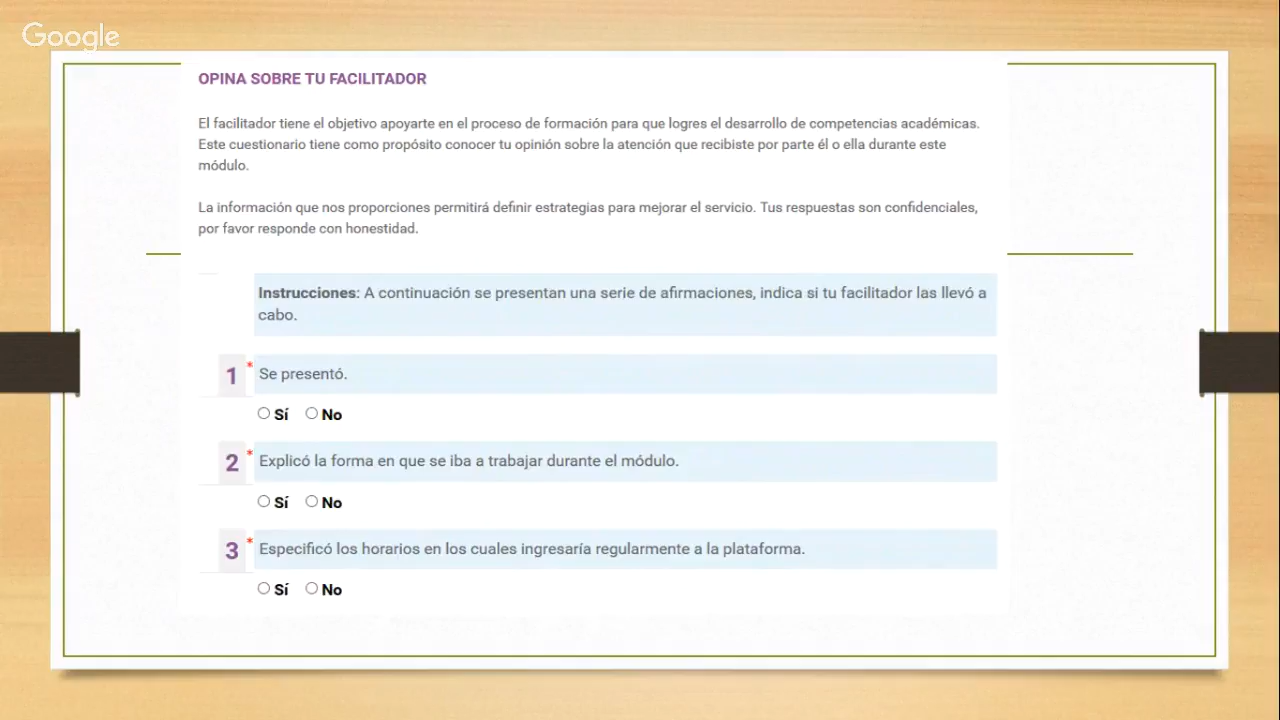 Google
OPINA SOBRE TU FACILITADOR
El facilitador tiene el objetivo apoyarte en el proceso de formación para que logres el desarrollo de competencias académicas.
Este cuestionario tiene como propósito conocer tu opinión sobre la atención que recibiste por parte él o ella durante este
módulo.
La información que nos proporciones permitirá definir estrategias para mejorar el servicio. Tus respuestas son confidenciales,
por favor responde con honestidad.
Instrucciones: A continuación se presentan una serie de afirmaciones, indica si tu facilitador las llevó a
cabo.
1 * Se presentó.
Sí No
2 * Explicó la forma en que se iba a trabajar durante el módulo.
Sí No
3 * Especificó los horarios en los cuales ingresaría regularmente a la plataforma.
Sí No